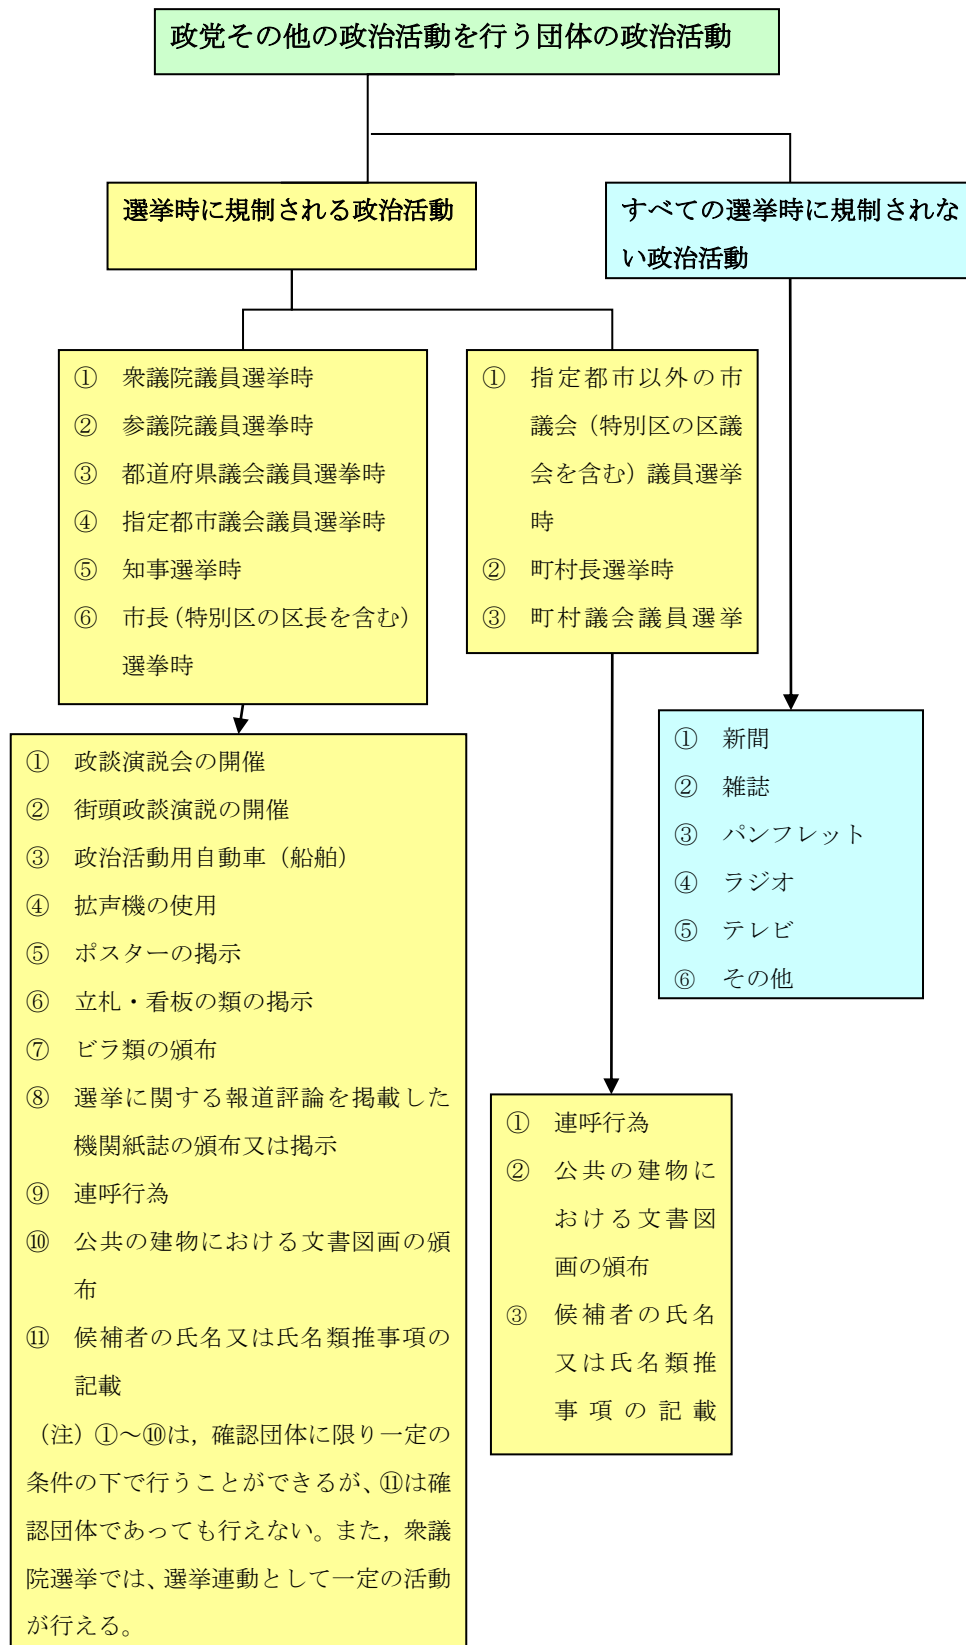 政党その他の政治活動を行う団体の政治活動
選挙時に規制される政治活動
すべての選挙時に規制されな
い政治活動
① 衆議院議員選挙時
② 参議院議員選挙時
③ 都道府県議会議員選挙時
④ 指定都市議会議員選挙時
⑤ 知事選挙時
⑥ 市長(特別区の区長を含む)
選挙時
① 指定都市以外の市
議会(特別区の区議
会を含む)議員選挙
時
② 町村長選挙時
③ 町村議会議員選挙
① 政談演説会の開催
② 街頭政談演説の開催
③ 政治活動用自動車(船舶)
④ 拡声機の使用
⑤ ポスターの掲示
⑥ 立札・看板の類の掲示
⑦ ビラ類の頒布
⑧ 選挙に関する報道評論を掲載した
機関紙誌の頒布又は掲示
⑨ 連呼行為
⑩ 公共の建物における文書図画の頒
布
⑪ 候補者の氏名又は氏名類推事項の
記載
(注)①~⑩は,確認団体に限り一定の
条件の下で行うことができるが、⑪は確
認団体であっても行えない。また,衆議
院選挙では、選挙連動として一定の活動
が行える。
① 新聞
② 雑誌
③ パンフレット
④ ラジオ
⑤ テレビ
⑥ その他
① 連呼行為
② 公共の建物に
おける文書図
画の頒布
③ 候補者の氏名
又は氏名類推
事項の記載